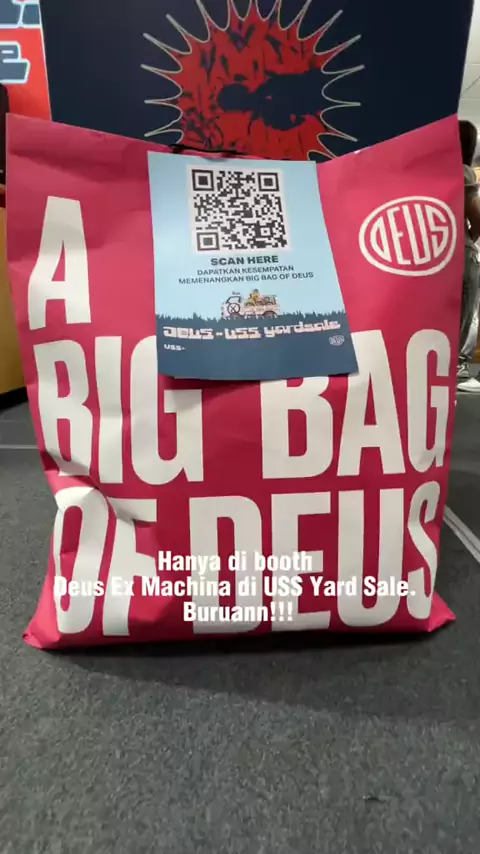 SCAN HERE
DAPATKAN KESEMPATAN
MEMENANGKAN BIG BAG OF DEUS
DEUS-USS yardsale
USS-
DEUS
A
BIG BAG
OF DEUS
Hanya di booth
Deus Ex Machina di USS Yard Sale.
Buruann!!!